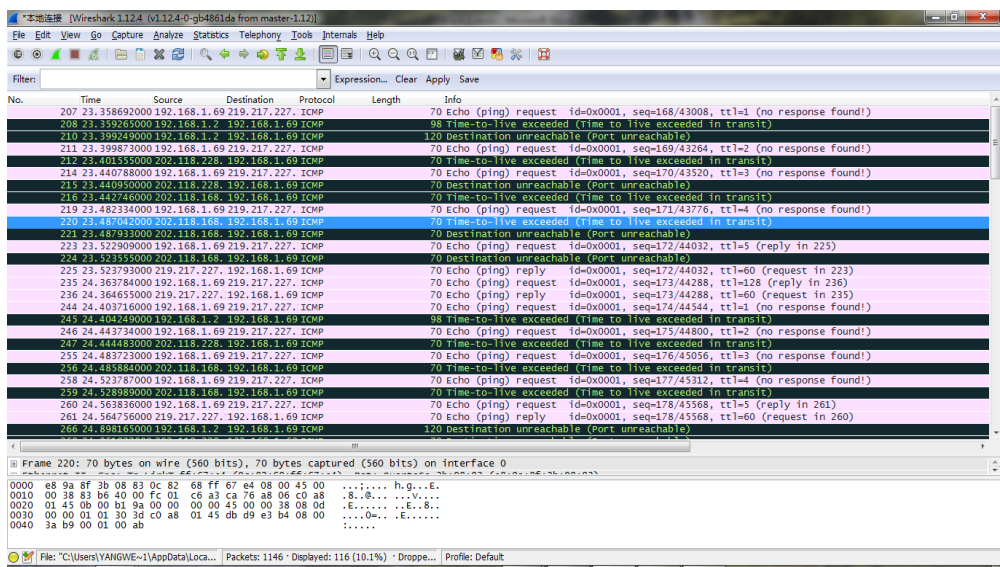 *本地连接 [Wireshark 1.12.4 (v1.12.4-0-gb4861da from master-1.12)]
File Edit View Go Capture Analyze Statistics Telephony Tools Internals Help
Filter: Expression... Clear Apply Save
No. Time Source Destination Protocol Length Info
207 23.358692000 192.168.1.69 219.217.227. ICMP 70 Echo (ping) request id=0x0001, seq=168/43008, ttl=1 (no response found!)
208 23.359265000 192.168.1.2 192.168.1.69 ICMP 98 Time-to-live exceeded (Time to live exceeded in transit)
210 23.399249000 192.168.1.2 192.168.1.69 ICMP 120 Destination unreachable (Port unreachable)
211 23.399873000 192.168.1.69 219.217.227. ICMP 70 Echo (ping) request id=0x0001, seq=169/43264, ttl=2 (no response found!)
212 23.401555000 202.118.228. 192.168.1.69 ICMP 70 Time-to-live exceeded (Time to live exceeded in transit)
214 23.440788000 192.168.1.69 219.217.227. ICMP 70 Echo (ping) request id=0x0001, seq=170/43520, ttl=3 (no response found!)
215 23.440950000 202.118.228. 192.168.1.69 ICMP 70 Destination unreachable (Port unreachable)
216 23.442746000 202.118.168. 192.168.1.69 ICMP 70 Time-to-live exceeded (Time to live exceeded in transit)
219 23.482334000 192.168.1.69 219.217.227. ICMP 70 Echo (ping) request id=0x0001, seq=171/43776, ttl=4 (no response found!)
220 23.487042000 202.118.168. 192.168.1.69 ICMP 70 Time-to-live exceeded (Time to live exceeded in transit)
221 23.487933000 202.118.168. 192.168.1.69 ICMP 70 Destination unreachable (Port unreachable)
223 23.522909000 192.168.1.69 219.217.227. ICMP 70 Echo (ping) request id=0x0001, seq=172/44032, ttl=5 (reply in 225)
224 23.523555000 202.118.168. 192.168.1.69 ICMP 70 Destination unreachable (Port unreachable)
225 23.523793000 219.217.227. 192.168.1.69 ICMP 70 Echo (ping) reply id=0x0001, seq=172/44032, ttl=60 (request in 223)
235 24.363784000 192.168.1.69 219.217.227. ICMP 70 Echo (ping) request id=0x0001, seq=173/44288, ttl=128 (reply in 236)
236 24.364655000 219.217.227. 192.168.1.69 ICMP 70 Echo (ping) reply id=0x0001, seq=173/44288, ttl=60 (request in 235)
244 24.403716000 192.168.1.69 219.217.227. ICMP 70 Echo (ping) request id=0x0001, seq=174/44544, ttl=1 (no response found!)
245 24.404249000 192.168.1.2 192.168.1.69 ICMP 98 Time-to-live exceeded (Time to live exceeded in transit)
246 24.443734000 192.168.1.69 219.217.227. ICMP 70 Echo (ping) request id=0x0001, seq=175/44800, ttl=2 (no response found!)
247 24.444483000 202.118.228. 192.168.1.69 ICMP 70 Time-to-live exceeded (Time to live exceeded in transit)
255 24.483723000 192.168.1.69 219.217.227. ICMP 70 Echo (ping) request id=0x0001, seq=176/45056, ttl=3 (no response found!)
256 24.485884000 202.118.168. 192.168.1.69 ICMP 70 Time-to-live exceeded (Time to live exceeded in transit)
258 24.523787000 192.168.1.69 219.217.227. ICMP 70 Echo (ping) request id=0x0001, seq=177/45312, ttl=4 (no response found!)
259 24.528989000 202.118.168. 192.168.1.69 ICMP 70 Time-to-live exceeded (Time to live exceeded in transit)
260 24.563836000 192.168.1.69 219.217.227. ICMP 70 Echo (ping) request id=0x0001, seq=178/45568, ttl=5 (reply in 261)
261 24.564756000 219.217.227. 192.168.1.69 ICMP 70 Echo (ping) reply id=0x0001, seq=178/45568, ttl=60 (request in 260)
266 24.898165000 192.168.1.2 192.168.1.69 ICMP 120 Destination unreachable (Port unreachable)
Frame 220: 70 bytes on wire (560 bits), 70 bytes captured (560 bits) on interface 0
0000 e8 9a 8f 3b 08 83 0c 82 68 ff 67 e4 08 00 45 00 ...;.... h.g...E.
0010 00 38 83 b6 40 00 fc 01 c6 a3 ca 76 a8 06 c0 a8 .8..@... ...v....
0020 01 45 0b 00 b1 9a 00 00 00 00 45 00 00 38 08 0d .E...... ..E..8..
0030 00 00 01 01 30 3d c0 a8 01 45 db d9 e3 b4 08 00 ....0=.. .E......
0040 3a b9 00 01 00 ab :.....
File: "C:\Users\YANGWE~1\AppData\Loca... Packets: 1146 · Displayed: 116 (10.1%) · Droppe... Profile: Default